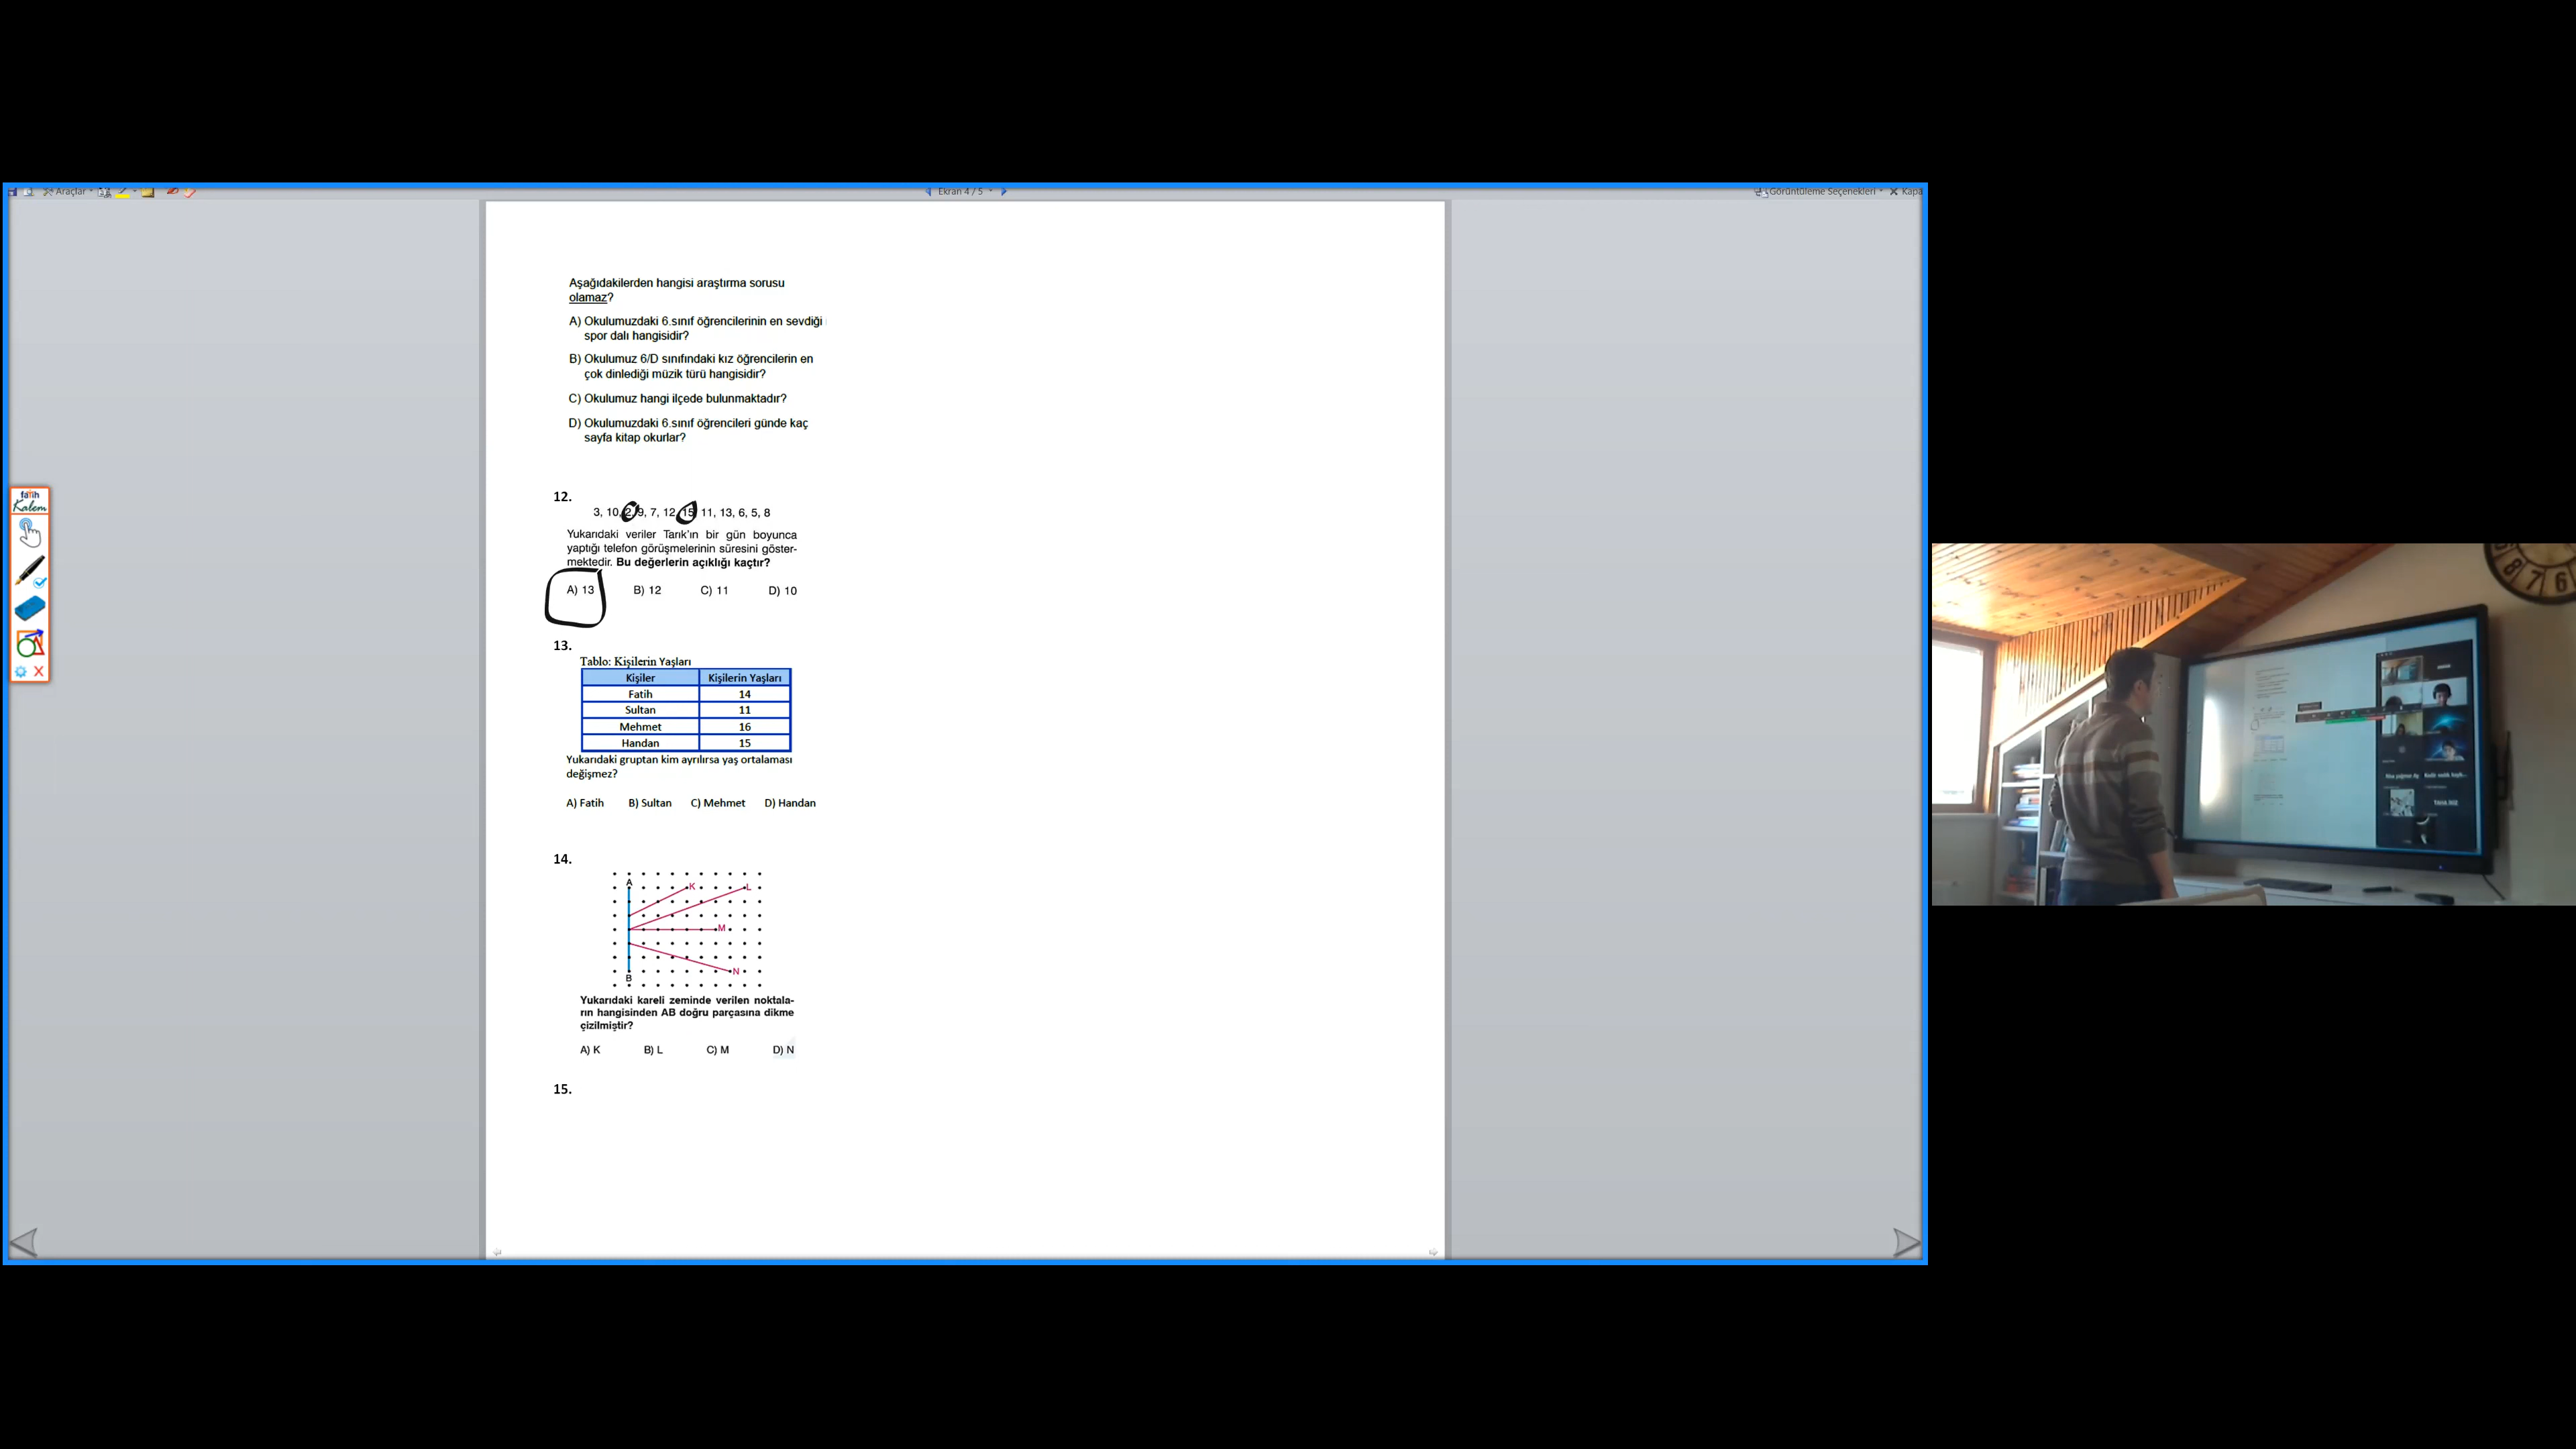 Araçlar
Ekran 4 / 5
Görüntüleme Seçenekleri
Kapa
Aşağıdakilerden hangisi araştırma sorusu
olamaz?
A) Okulumuzdaki 6.sınıf öğrencilerinin en sevdiği
spor dalı hangisidir?
B) Okulumuz 6/D sınıfındaki kız öğrencilerin en
çok dinlediği müzik türü hangisidir?
C) Okulumuz hangi ilçede bulunmaktadır?
D) Okulumuzdaki 6.sınıf öğrencileri günde kaç
sayfa kitap okurlar?
fatih
Kalem
12.
3, 10, 2, 9, 7, 12, 15, 11, 13, 6, 5, 8
Yukarıdaki veriler Tarık'ın bir gün boyunca
yaptığı telefon görüşmelerinin süresini göster-
mektedir. Bu değerlerin açıklığı kaçtır?
A) 13 B) 12 C) 11 D) 10
13.
Tablo: Kişilerin Yaşları
Kişiler Kişilerin Yaşları
Fatih 14
Sultan 11
Mehmet 16
Handan 15
Yukarıdaki gruptan kim ayrılırsa yaş ortalaması
değişmez?
A) Fatih B) Sultan C) Mehmet D) Handan
14.
A
K
L
M
N
B
Yukarıdaki kareli zeminde verilen noktala-
rın hangisinden AB doğru parçasına dikme
çizilmiştir?
A) K B) L C) M D) N
15.
8 7 6